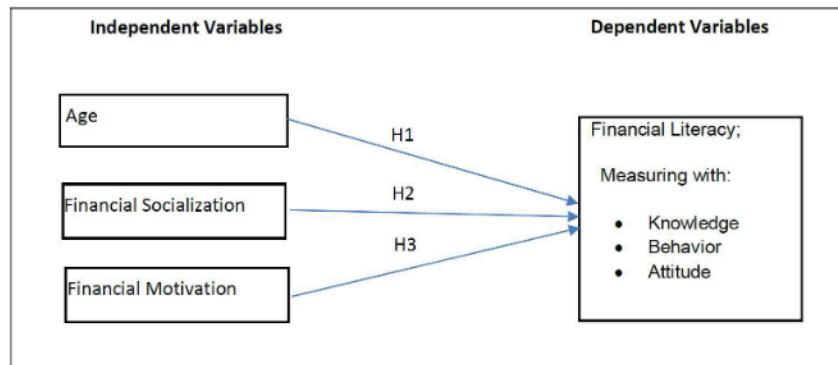 Independent Variables
Dependent Variables
Age
H1
Financial Socialization
H2
Financial Motivation
H3
Financial Literacy;
Measuring with:
• Knowledge
• Behavior
• Attitude